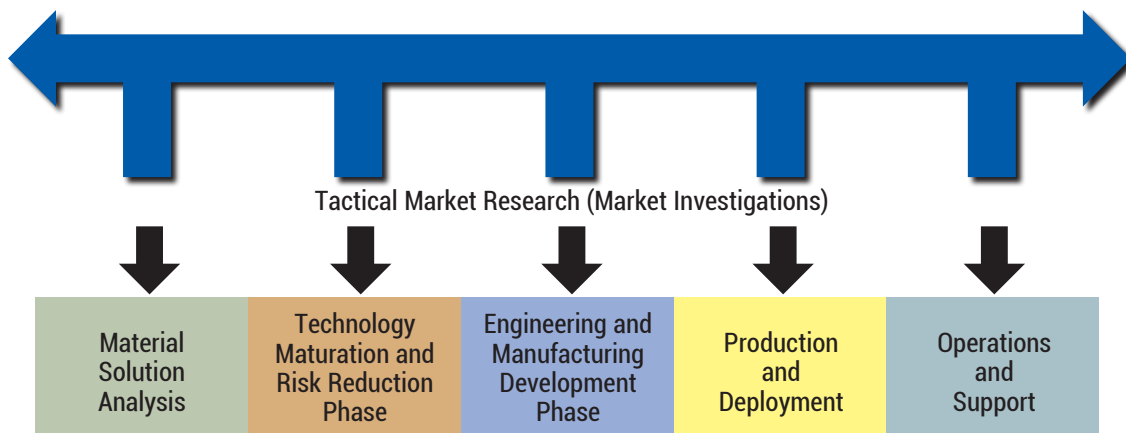 Tactical Market Research (Market Investigations)
Material
Solution
Analysis
Technology
Maturation and
Risk Reduction
Phase
Engineering and
Manufacturing
Development
Phase
Production
and
Deployment
Operations
and
Support